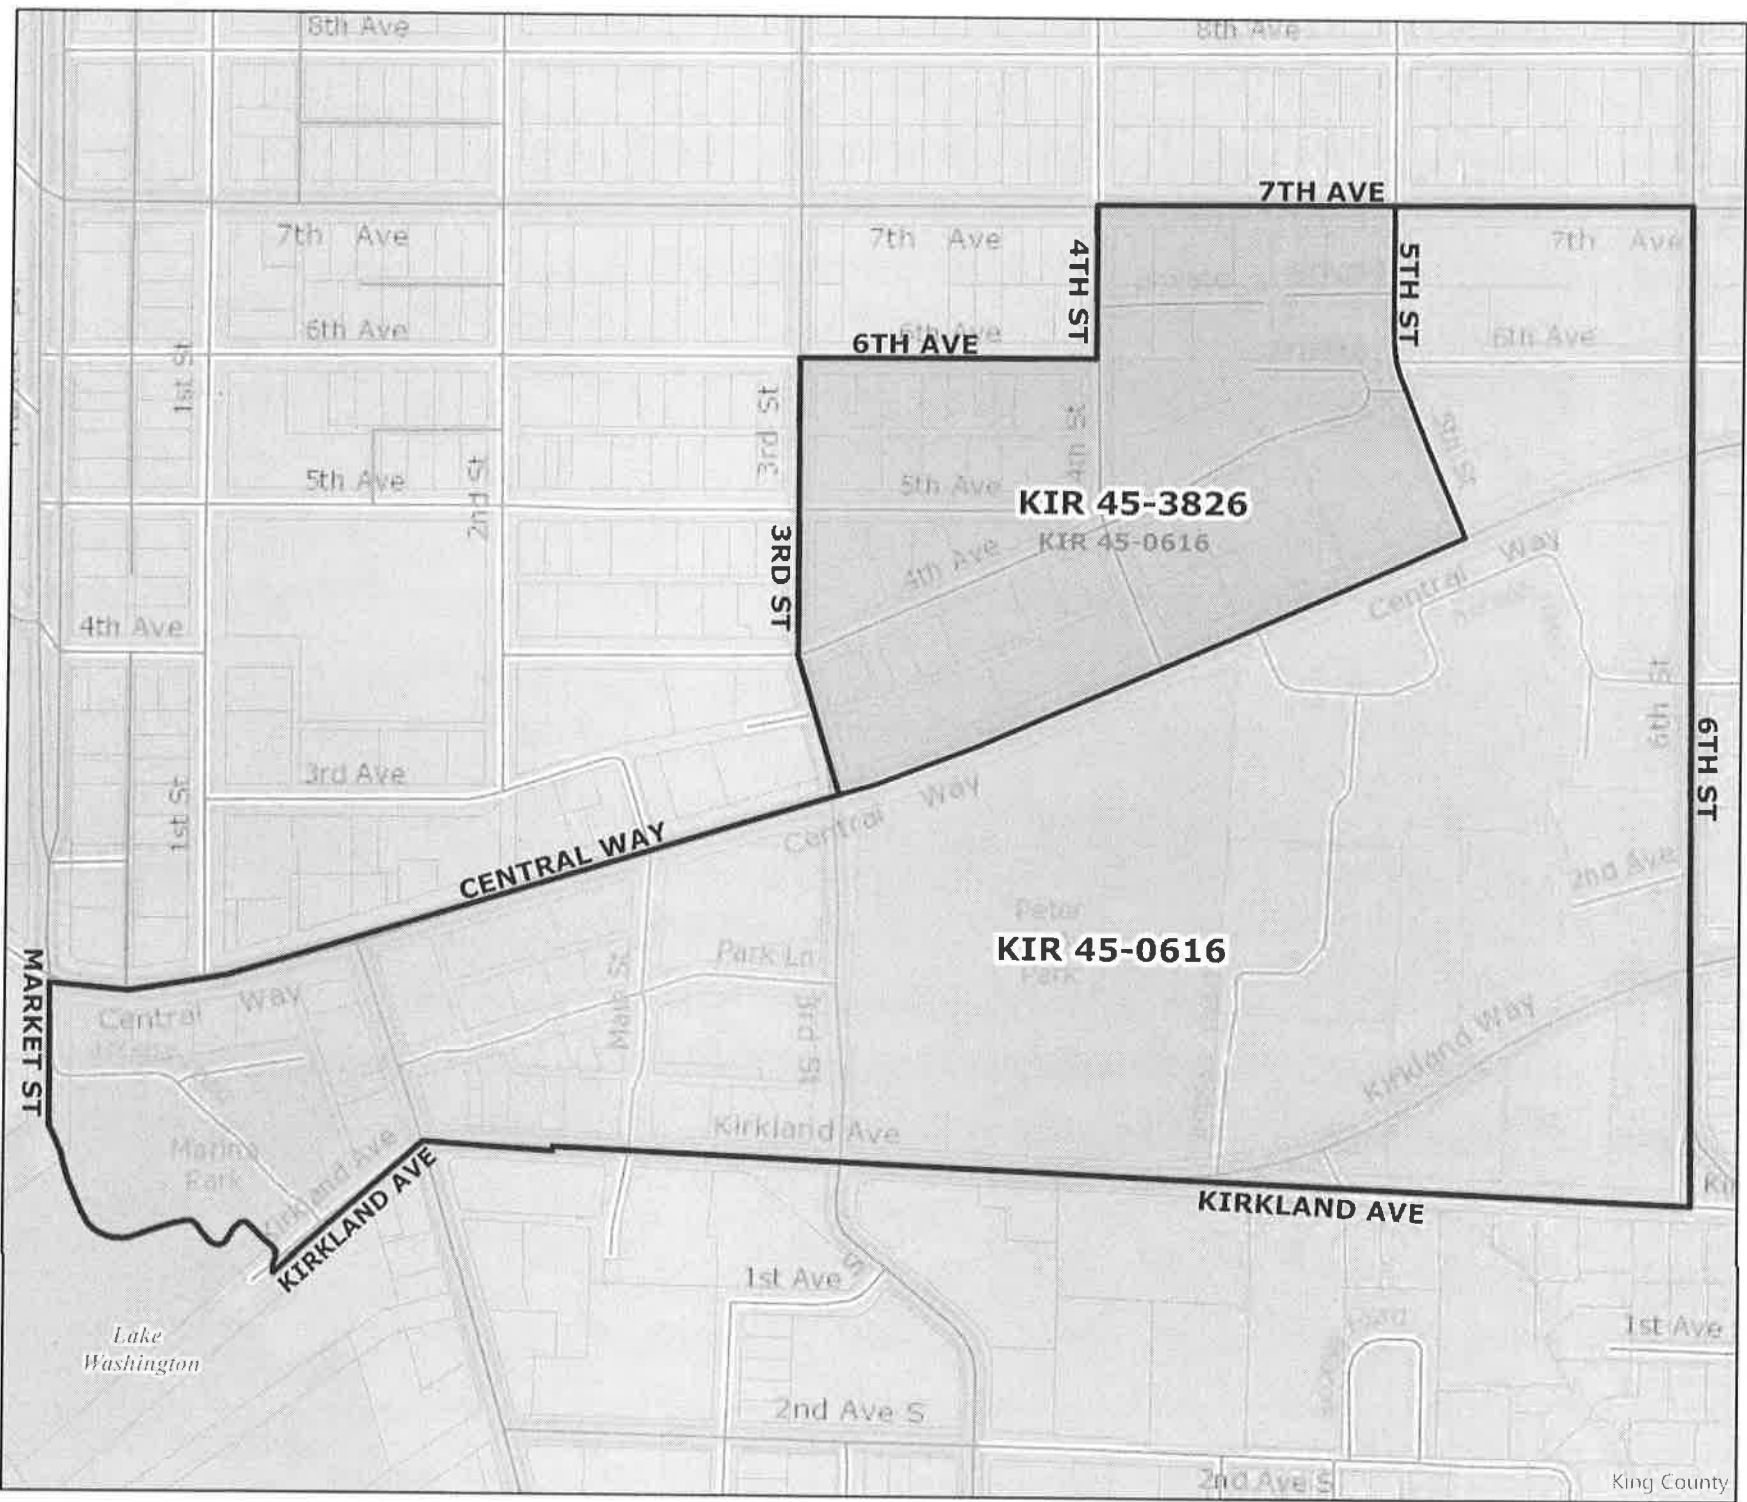 8th Ave
8th Ave
7TH AVE
7th Ave
7th Ave
7th Ave
4TH ST
5TH ST
6th Ave
6th Ave
6th Ave
6TH AVE
1st St
3rd St
4th St
5th St
5th Ave
2nd St
5th Ave
KIR 45-3826
KIR 45-0616
3RD ST
4th Ave
Central Way
4th Ave
6th St
6TH ST
3rd Ave
1st St
Central Way
CENTRAL WAY
2nd Ave
Peter
Park
KIR 45-0616
Park Ln
Main St
3rd St
MARKET ST
Central Way
Kirkland Way
Kirkland Ave
Marina
Park
Kirkland Ave
KIRKLAND AVE
KIRKLAND AVE
1st Ave S
Lake
Washington
1st Ave
2nd Ave S
2nd Ave S
King County